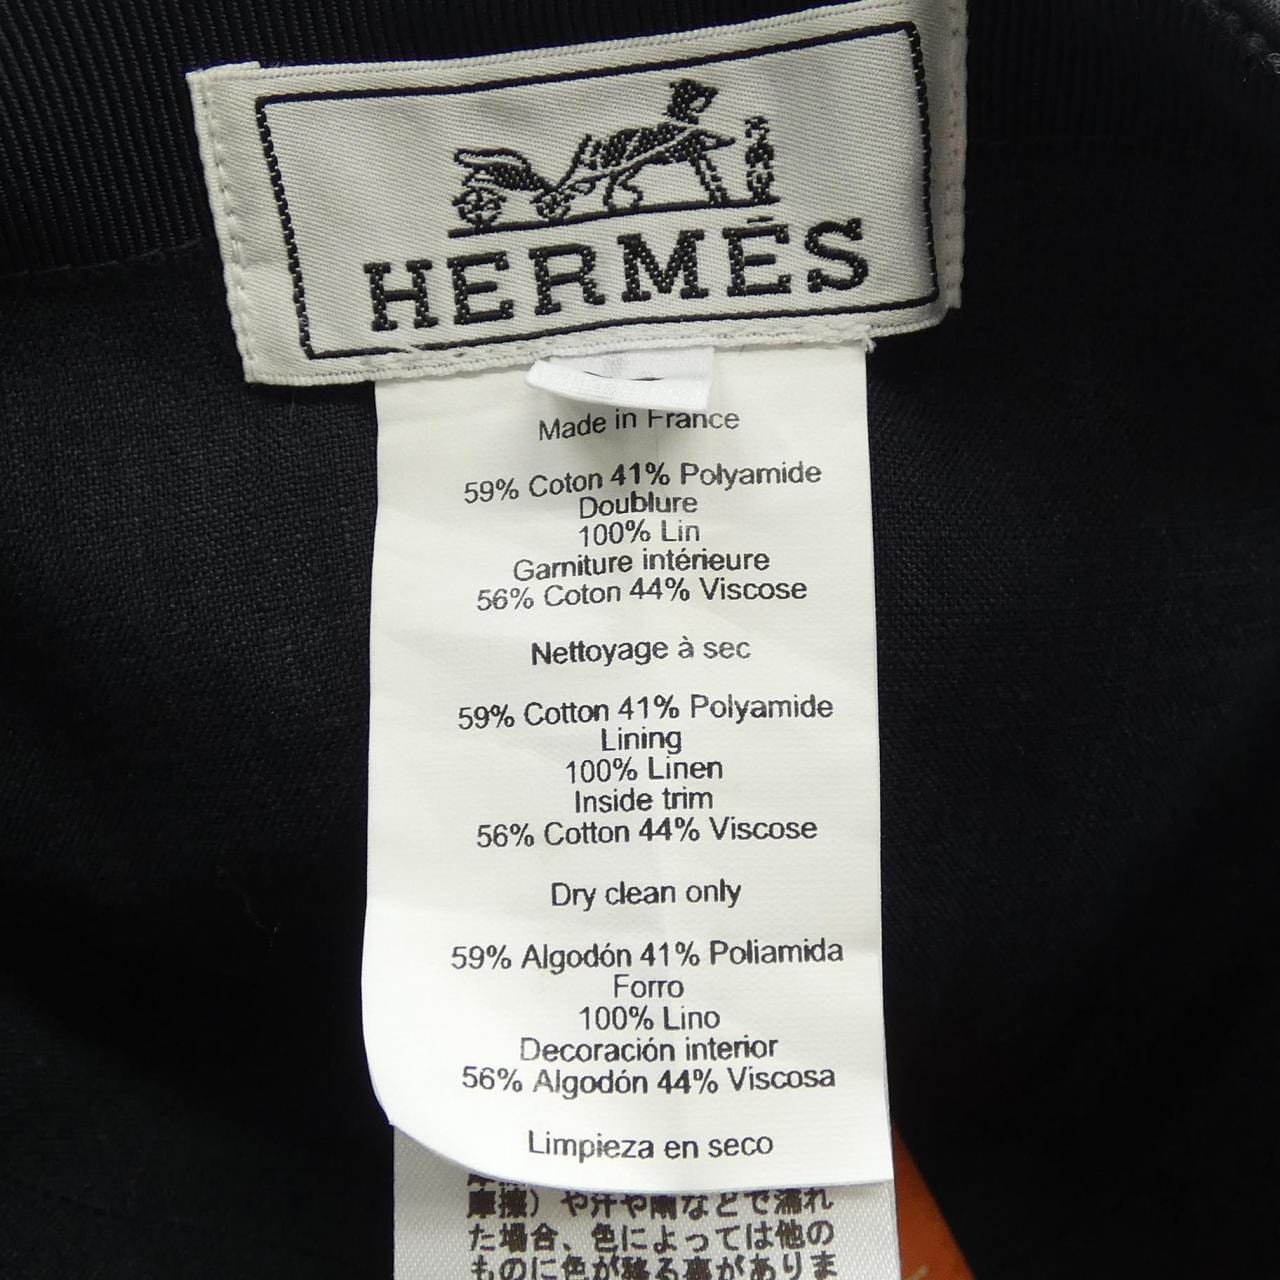 HERMÈS
Made in France
59% Coton 41% Polyamide
Doublure
100% Lin
Garniture intérieure
56% Coton 44% Viscose
Nettoyage à sec
59% Cotton 41% Polyamide
Lining
100% Linen
Inside trim
56% Cotton 44% Viscose
Dry clean only
59% Algodón 41% Poliamida
Forro
100% Lino
Decoración interior
56% Algodón 44% Viscosa
Limpieza en seco
摩擦）や汗や雨などで濡れ
た場合、色によっては他の
ものに色が移る事がありま